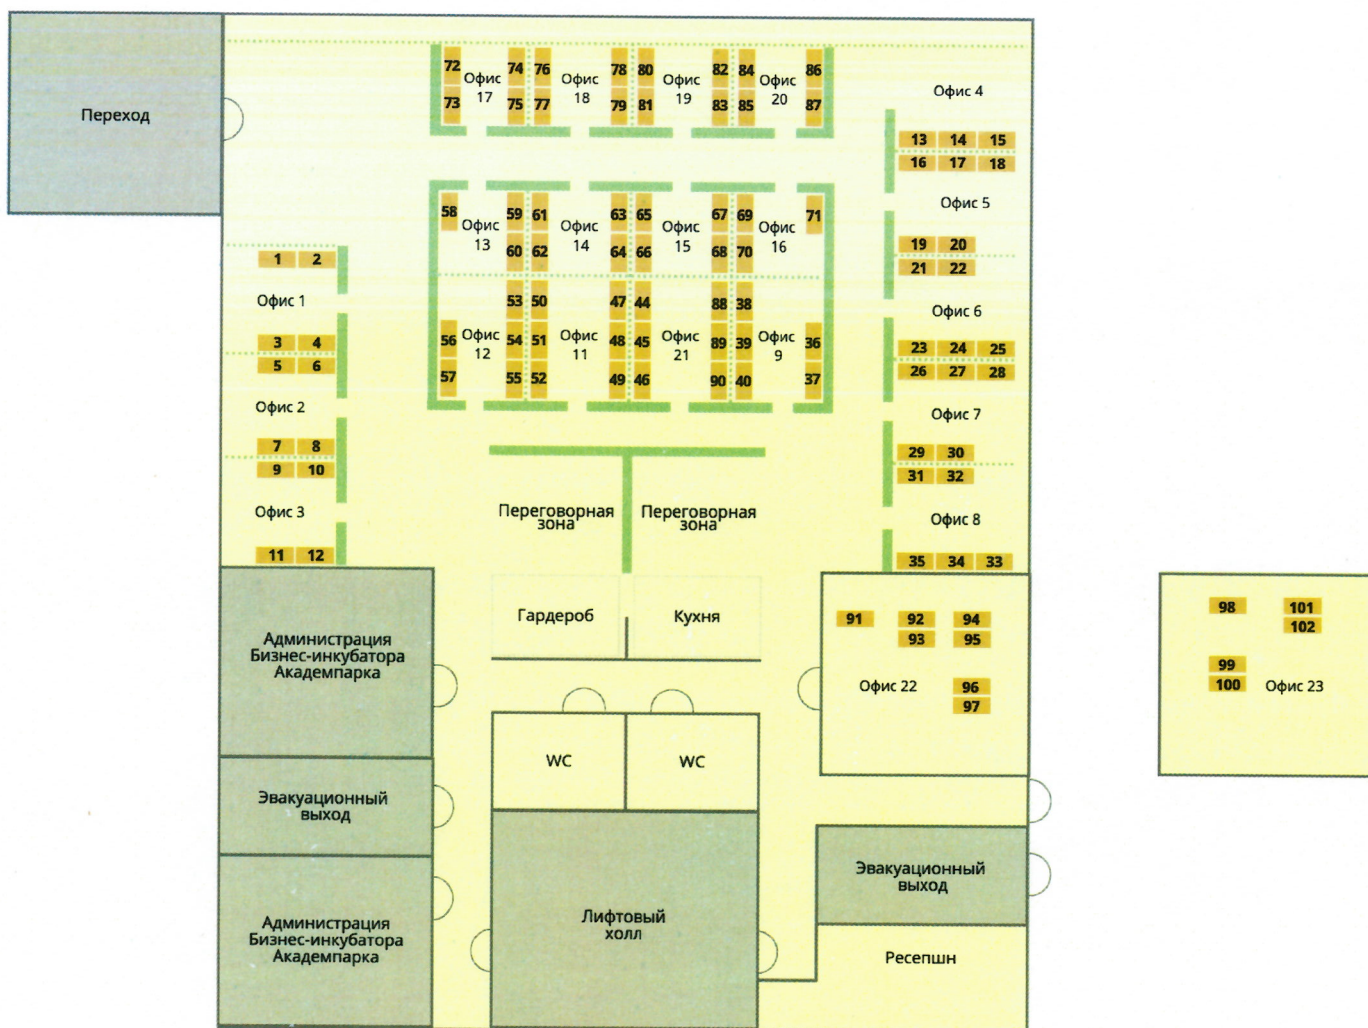 Переход
72
73
Офис
17
74
75
76
77
Офис
18
78
79
80
81
Офис
19
82
83
84
85
Офис
20
86
87
Офис 4
13 14 15
16 17 18
Офис 5
19 20
21 22
Офис 6
23 24 25
26 27 28
Офис 7
29 30
31 32
Офис 8
35 34 33
58
Офис
13
59
60
61
62
Офис
14
63
64
65
66
Офис
15
67
68
69
70
Офис
16
71
56
57
Офис
12
53
54
55
50
51
52
Офис
11
47
48
49
44
45
46
Офис
21
88
89
90
38
39
40
Офис
9
36
37
1 2
Офис 1
3 4
5 6
Офис 2
7 8
9 10
Офис 3
11 12
Переговорная
зона
Переговорная
зона
Гардероб
Кухня
Администрация
Бизнес-инкубатора
Академпарка
91 92 94
93 95
Офис 22
96
97
98 101
102
99
100
Офис 23
WC
WC
Эвакуационный
выход
Эвакуационный
выход
Администрация
Бизнес-инкубатора
Академпарка
Лифтовый
холл
Ресепшн